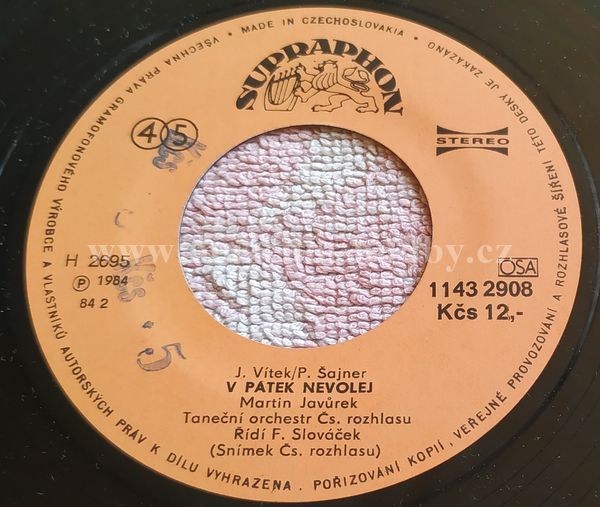 VŠECHNA PRÁVA GRAMOFONOVÉHO VÝROBCE A VLASTNÍKŮ AUTORSKÝCH PRÁV K DÍLU VYHRAZENA. POŘIZOVÁNÍ KOPIÍ, VEŘEJNÉ PROVOZOVÁNÍ A ROZHLASOVÉ ŠÍŘENÍ TÉTO DESKY JE ZAKÁZÁNO
• MADE IN CZECHOSLOVAKIA •
SUPRAPHON
45
STEREO
H 2695
Ⓟ 1984
84 2
OSA
1143 2908
Kčs 12,-
J. Vítek/P. Šajner
V PÁTEK NEVOLEJ
Martin Javůrek
Taneční orchestr Čs. rozhlasu
Řídí F. Slováček
(Snímek Čs. rozhlasu)